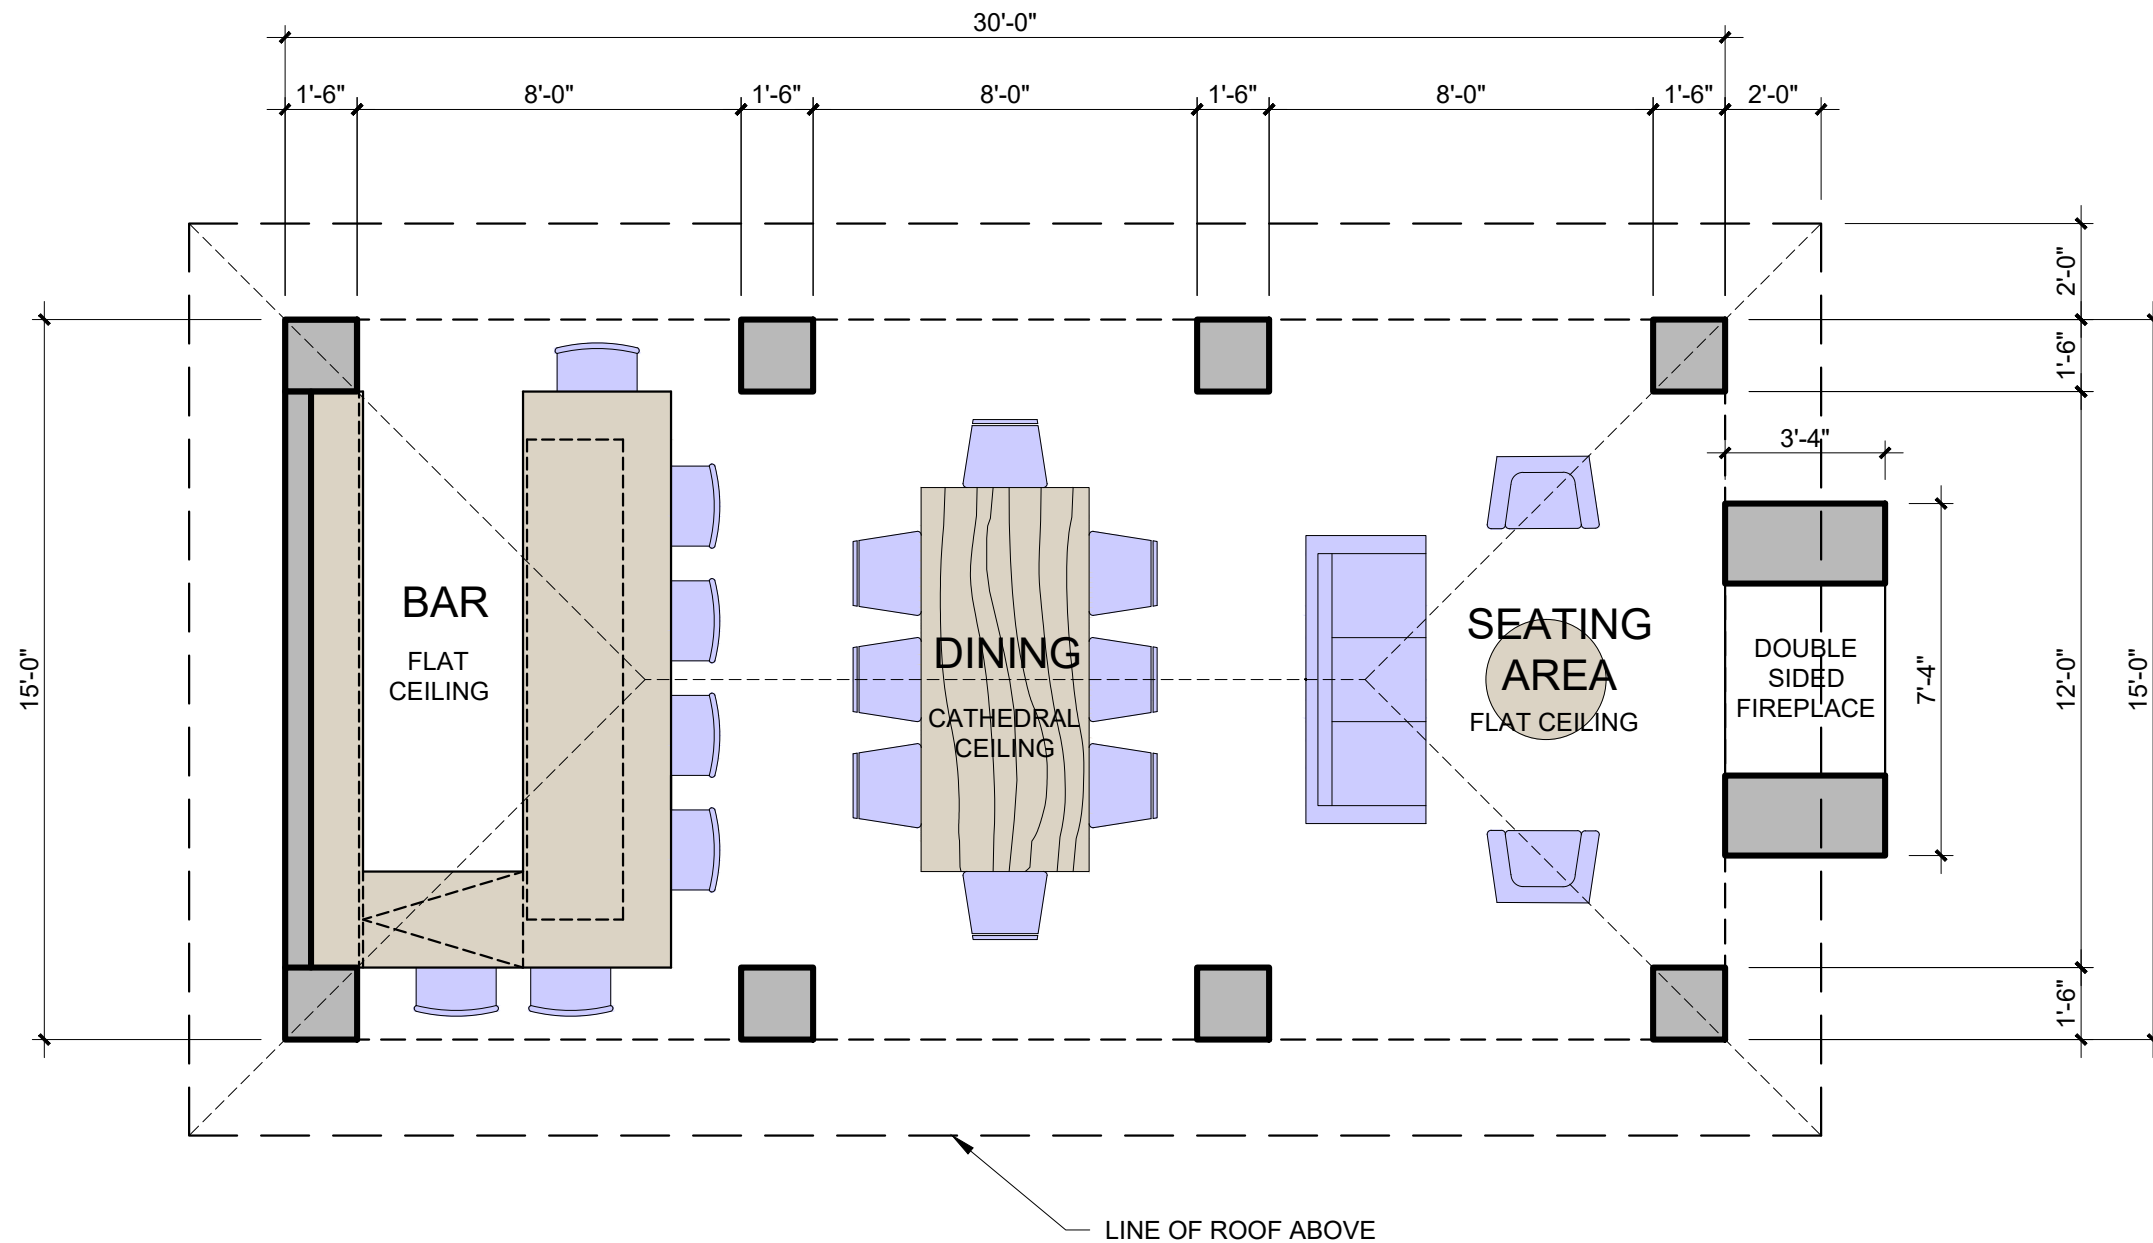 30'-0"
1'-6"
8'-0"
1'-6"
8'-0"
1'-6"
8'-0"
1'-6"
2'-0"
2'-0"
1'-6"
3'-4"
BAR
FLAT
CEILING
DINING
CATHEDRAL
CEILING
SEATING
AREA
FLAT CEILING
DOUBLE
SIDED
FIREPLACE
15'-0"
7'-4"
12'-0"
15'-0"
1'-6"
LINE OF ROOF ABOVE